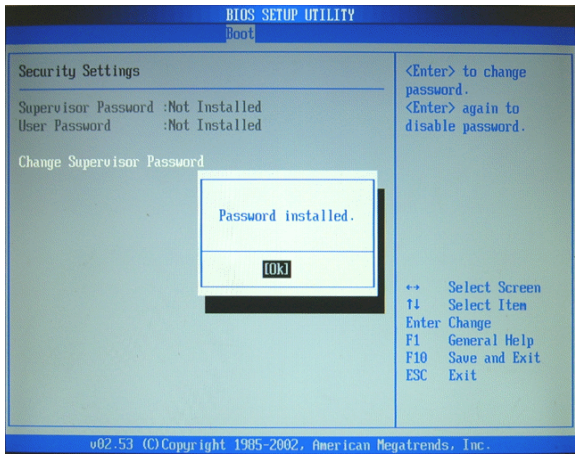 BIOS SETUP UTILITY
Boot
Security Settings
Supervisor Password :Not Installed
User Password :Not Installed
Change Supervisor Password
Password installed.
[Ok]
<Enter> to change
password.
<Enter> again to
disable password.
↔ Select Screen
↑↓ Select Item
Enter Change
F1 General Help
F10 Save and Exit
ESC Exit
v02.53 (C)Copyright 1985-2002, American Megatrends, Inc.